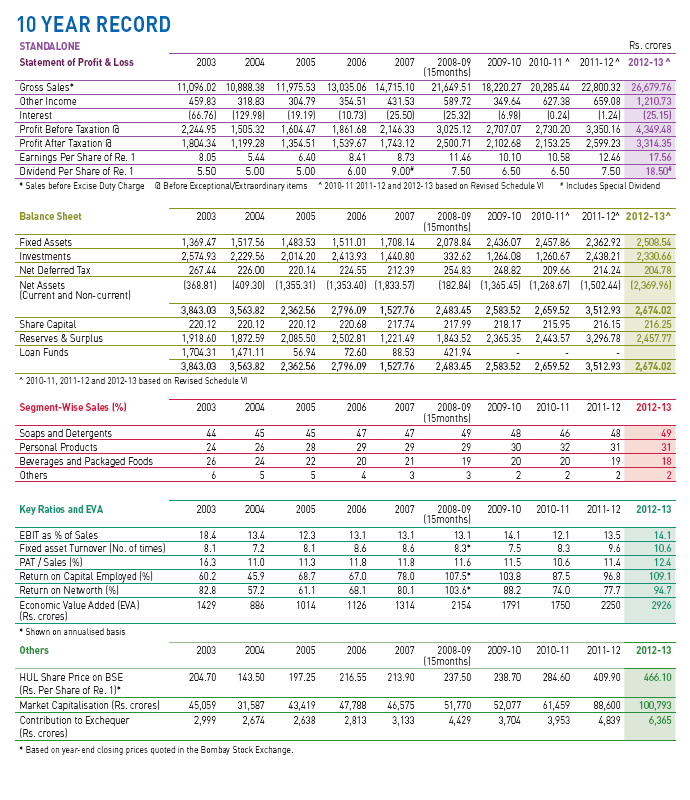 10 YEAR RECORD
STANDALONE Rs. crores
Statement of Profit & Loss 2003 2004 2005 2006 2007 2008-09 2009-10 2010-11 ^ 2011-12 ^ 2012-13 ^
(15months)
Gross Sales* 11,096.02 10,888.38 11,975.53 13,035.06 14,715.10 21,649.51 18,220.27 20,285.44 22,800.32 26,679.76
Other Income 459.83 318.83 304.79 354.51 431.53 589.72 349.64 627.38 659.08 1,210.73
Interest (66.76) (129.98) (19.19) (10.73) (25.50) (25.32) (6.98) (0.24) (1.24) (25.15)
Profit Before Taxation @ 2,244.95 1,505.32 1,604.47 1,861.68 2,146.33 3,025.12 2,707.07 2,730.20 3,350.16 4,349.48
Profit After Taxation @ 1,804.34 1,199.28 1,354.51 1,539.67 1,743.12 2,500.71 2,102.68 2,153.25 2,599.23 3,314.35
Earnings Per Share of Re. 1 8.05 5.44 6.40 8.41 8.73 11.46 10.10 10.58 12.46 17.56
Dividend Per Share of Re. 1 5.50 5.00 5.00 6.00 9.00# 7.50 6.50 6.50 7.50 18.50#
* Sales before Excise Duty Charge @ Before Exceptional/Extraordinary items ^ 2010-11 2011-12 and 2012-13 based on Revised Schedule VI # Includes Special Dividend
Balance Sheet 2003 2004 2005 2006 2007 2008-09 2009-10 2010-11^ 2011-12^ 2012-13^
(15months)
Fixed Assets 1,369.47 1,517.56 1,483.53 1,511.01 1,708.14 2,078.84 2,436.07 2,457.86 2,362.92 2,508.54
Investments 2,574.93 2,229.56 2,014.20 2,413.93 1,440.80 332.62 1,264.08 1,260.67 2,438.21 2,330.66
Net Deferred Tax 267.44 226.00 220.14 224.55 212.39 254.83 248.82 209.66 214.24 204.78
Net Assets (368.81) (409.30) (1,355.31) (1,353.40) (1,833.57) (182.84) (1,365.45) (1,268.67) (1,502.44) (2,369.96)
(Current and Non-current)
3,843.03 3,563.82 2,362.56 2,796.09 1,527.76 2,483.45 2,583.52 2,659.52 3,512.93 2,674.02
Share Capital 220.12 220.12 220.12 220.68 217.74 217.99 218.17 215.95 216.15 216.25
Reserves & Surplus 1,918.60 1,872.59 2,085.50 2,502.81 1,221.49 1,843.52 2,365.35 2,443.57 3,296.78 2,457.77
Loan Funds 1,704.31 1,471.11 56.94 72.60 88.53 421.94 - - -
3,843.03 3,563.82 2,362.56 2,796.09 1,527.76 2,483.45 2,583.52 2,659.52 3,512.93 2,674.02
^ 2010-11, 2011-12 and 2012-13 based on Revised Schedule VI
Segment-Wise Sales (%) 2003 2004 2005 2006 2007 2008-09 2009-10 2010-11 2011-12 2012-13
(15months)
Soaps and Detergents 44 45 45 47 47 49 48 46 48 49
Personal Products 24 26 28 29 29 29 30 32 31 31
Beverages and Packaged Foods 26 24 22 20 21 19 20 20 19 18
Others 6 5 5 4 3 3 2 2 2 2
Key Ratios and EVA 2003 2004 2005 2006 2007 2008-09 2009-10 2010-11 2011-12 2012-13
(15months)
EBIT as % of Sales 18.4 13.4 12.3 13.1 13.1 13.1 14.1 12.1 13.5 14.1
Fixed asset Turnover (No. of times) 8.1 7.2 8.1 8.6 8.6 8.3* 7.5 8.3 9.6 10.6
PAT / Sales (%) 16.3 11.0 11.3 11.8 11.8 11.6 11.5 10.6 11.4 12.4
Return on Capital Employed (%) 60.2 45.9 68.7 67.0 78.0 107.5* 103.8 87.5 96.8 109.1
Return on Networth (%) 82.8 57.2 61.1 68.1 80.1 103.6* 88.2 74.0 77.7 94.7
Economic Value Added (EVA) 1429 886 1014 1126 1314 2154 1791 1750 2250 2926
(Rs. crores)
* Shown on annualised basis
Others 2003 2004 2005 2006 2007 2008-09 2009-10 2010-11 2011-12 2012-13
(15months)
HUL Share Price on BSE 204.70 143.50 197.25 216.55 213.90 237.50 238.70 284.60 409.90 466.10
(Rs. Per Share of Re. 1)*
Market Capitalisation (Rs. crores) 45,059 31,587 43,419 47,788 46,575 51,770 52,077 61,459 88,600 100,793
Contribution to Exchequer 2,999 2,674 2,638 2,813 3,133 4,429 3,704 3,953 4,839 6,365
(Rs. crores)
* Based on year-end closing prices quoted in the Bombay Stock Exchange.